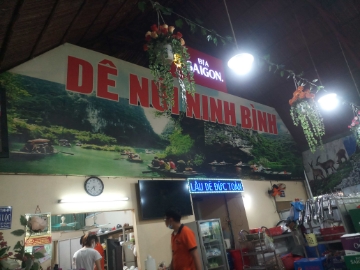 BIA
SAIGON.
DÊ NÚI NINH BÌNH
LẨU DÊ ĐỨC TOÀN